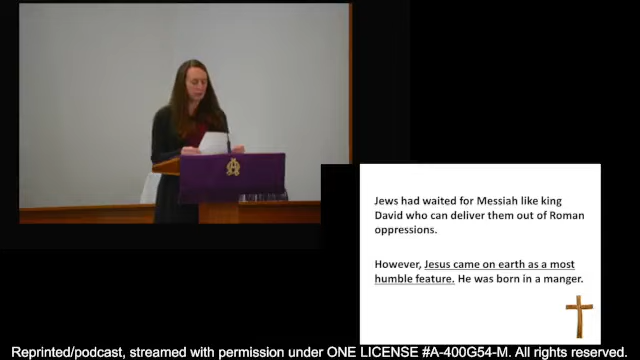 Jews had waited for Messiah like king
David who can deliver them out of Roman
oppressions.
However, Jesus came on earth as a most
humble feature. He was born in a manger.
Reprinted/podcast, streamed with permission under ONE LICENSE #A-400G54-M. All rights reserved.